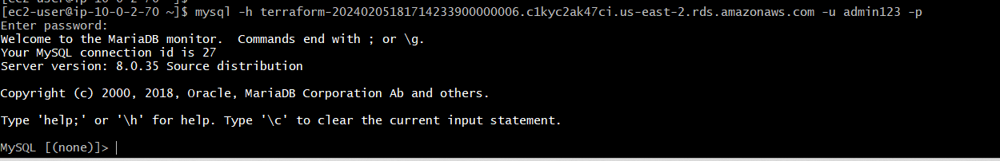 [ec2-user@ip-10-0-2-70 ~]$
[ec2-user@ip-10-0-2-70 ~]$ mysql -h terraform-20240205181714233900000006.c1kyc2ak47ci.us-east-2.rds.amazonaws.com -u admin123 -p
Enter password:
Welcome to the MariaDB monitor.  Commands end with ; or \g.
Your MySQL connection id is 27
Server version: 8.0.35 Source distribution
Copyright (c) 2000, 2018, Oracle, MariaDB Corporation Ab and others.
Type 'help;' or '\h' for help. Type '\c' to clear the current input statement.
MySQL [(none)]>